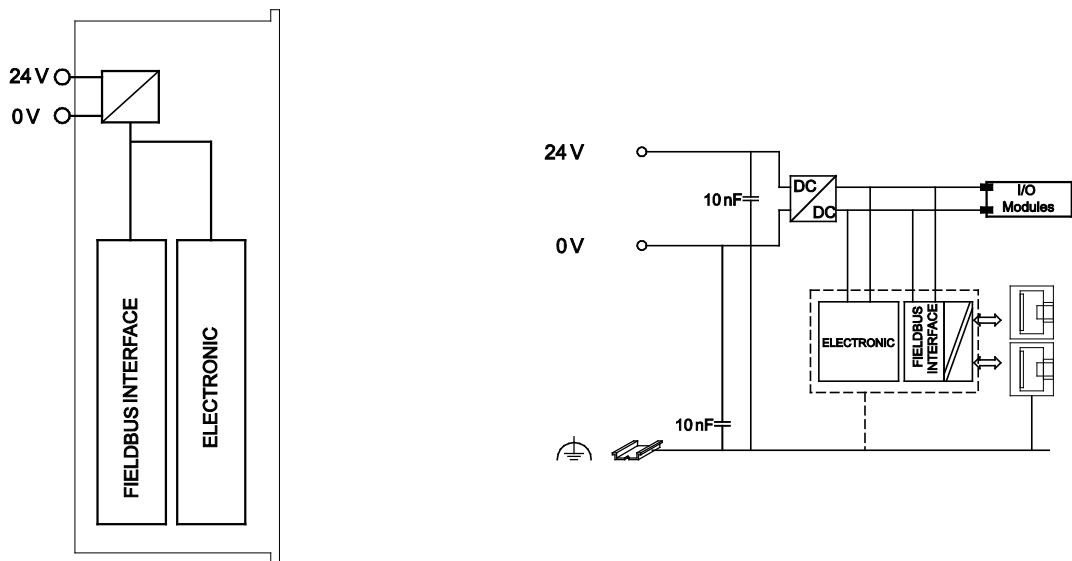 24 V
0 V
FIELDBUS INTERFACE
ELECTRONIC
24 V
10 nF
DC
DC
I/O
Modules
0 V
ELECTRONIC
FIELDBUS
INTERFACE
10 nF